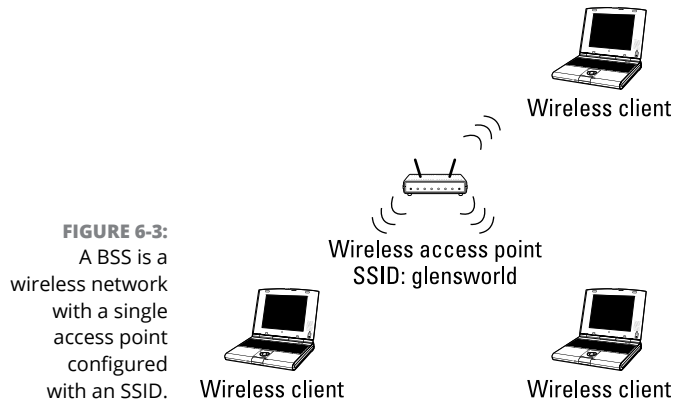 Wireless client
Wireless access point
SSID: glensworld
FIGURE 6-3:
A BSS is a
wireless network
with a single
access point
configured
with an SSID.
Wireless client
Wireless client